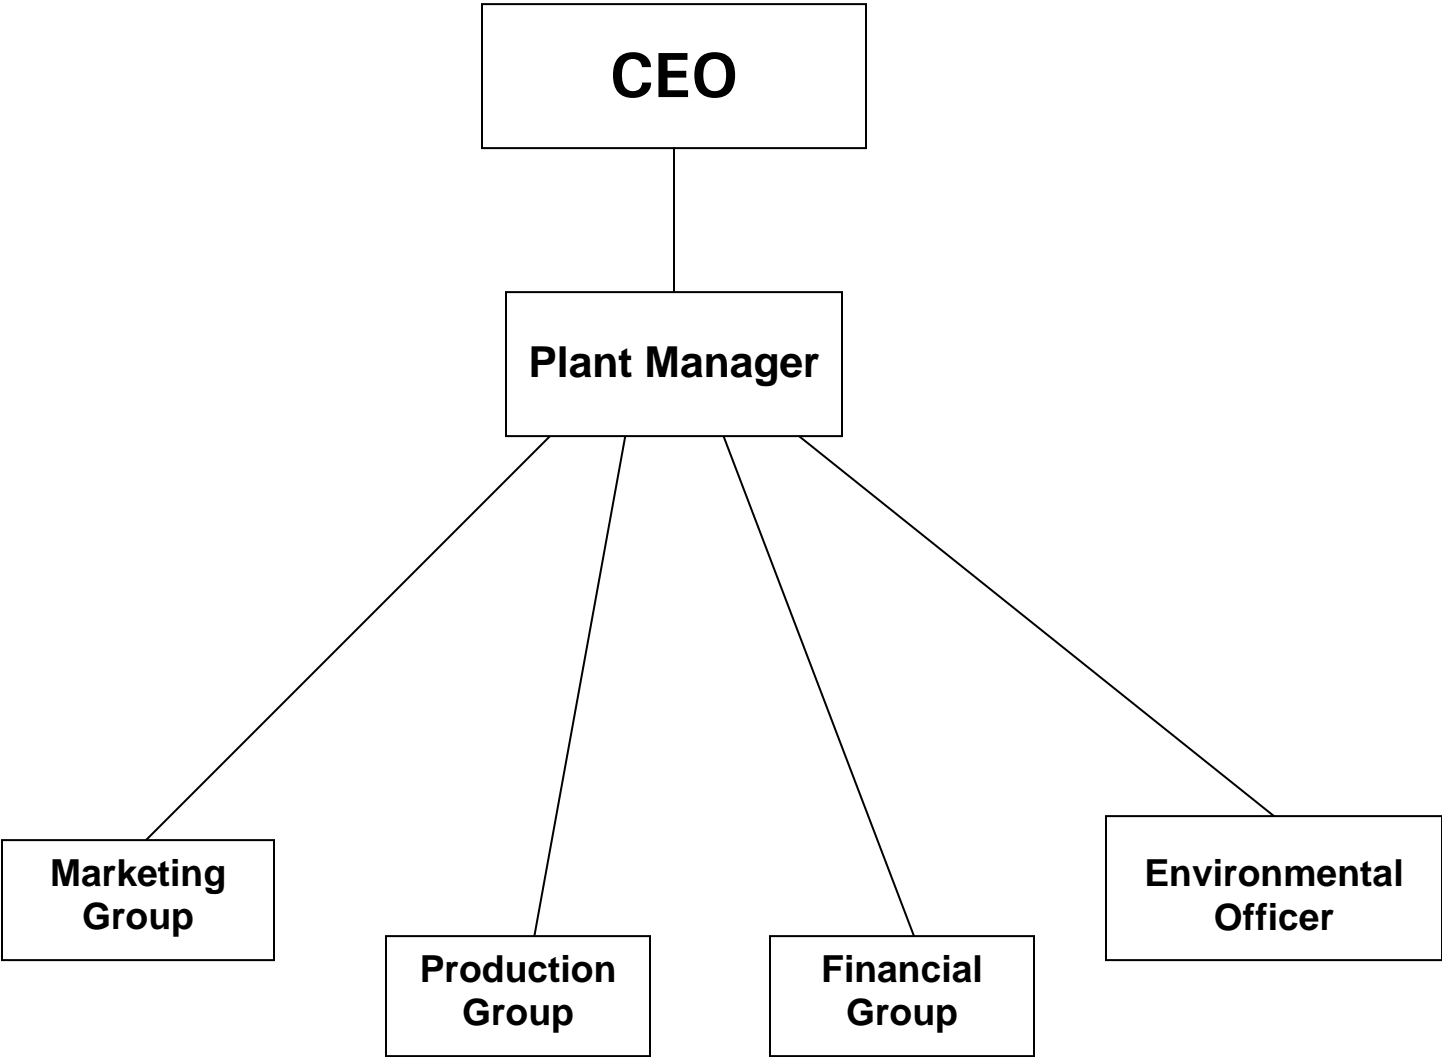 CEO
Plant Manager
Marketing
Group
Production
Group
Financial
Group
Environmental
Officer